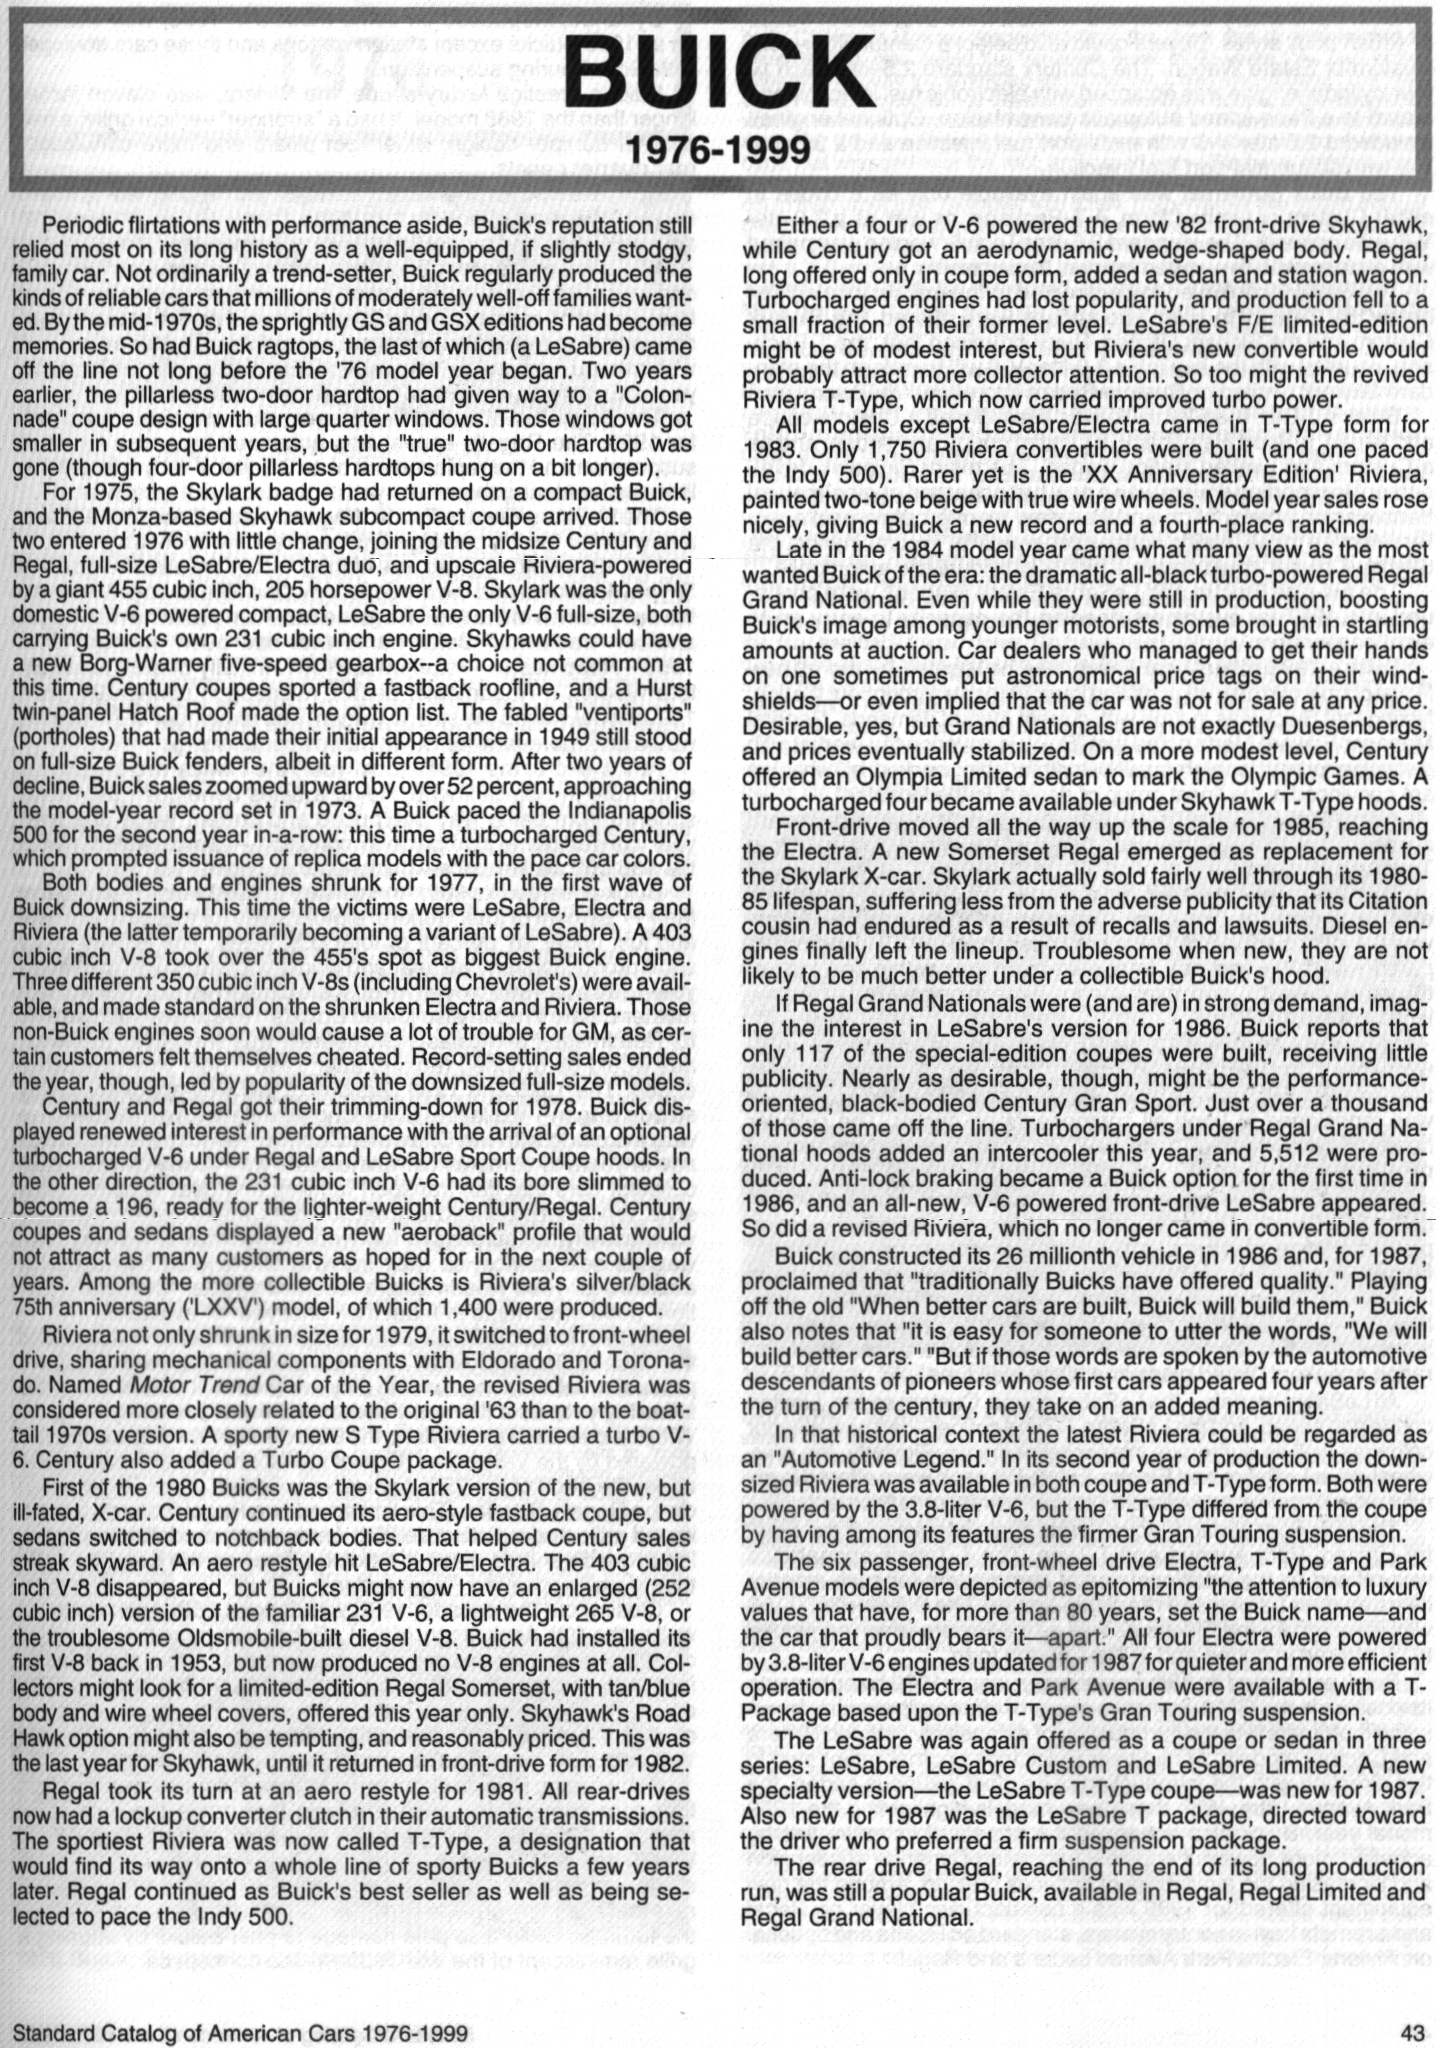 BUICK
1976-1999
Periodic flirtations with performance aside, Buick's reputation still
relied most on its long history as a well-equipped, if slightly stodgy,
family car. Not ordinarily a trend-setter, Buick regularly produced the
kinds of reliable cars that millions of moderately well-off families want-
ed. By the mid-1970s, the sprightly GS and GSX editions had become
memories. So had Buick ragtops, the last of which (a LeSabre) came
off the line not long before the '76 model year began. Two years
earlier, the pillarless two-door hardtop had given way to a "Colon-
nade" coupe design with large quarter windows. Those windows got
smaller in subsequent years, but the "true" two-door hardtop was
gone (though four-door pillarless hardtops hung on a bit longer).
For 1975, the Skylark badge had returned on a compact Buick,
and the Monza-based Skyhawk subcompact coupe arrived. Those
two entered 1976 with little change, joining the midsize Century and
Regal, full-size LeSabre/Electra duo, and upscale Riviera-powered
by a giant 455 cubic inch, 205 horsepower V-8. Skylark was the only
domestic V-6 powered compact, LeSabre the only V-6 full-size, both
carrying Buick's own 231 cubic inch engine. Skyhawks could have
a new Borg-Warner five-speed gearbox--a choice not common at
this time. Century coupes sported a fastback roofline, and a Hurst
twin-panel Hatch Roof made the option list. The fabled "ventiports"
(portholes) that had made their initial appearance in 1949 still stood
on full-size Buick fenders, albeit in different form. After two years of
decline, Buick sales zoomed upward by over 52 percent, approaching
the model-year record set in 1973. A Buick paced the Indianapolis
500 for the second year in-a-row: this time a turbocharged Century,
which prompted issuance of replica models with the pace car colors.
Both bodies and engines shrunk for 1977, in the first wave of
Buick downsizing. This time the victims were LeSabre, Electra and
Riviera (the latter temporarily becoming a variant of LeSabre). A 403
cubic inch V-8 took over the 455's spot as biggest Buick engine.
Three different 350 cubic inch V-8s (including Chevrolet's) were avail-
able, and made standard on the shrunken Electra and Riviera. Those
non-Buick engines soon would cause a lot of trouble for GM, as cer-
tain customers felt themselves cheated. Record-setting sales ended
the year, though, led by popularity of the downsized full-size models.
Century and Regal got their trimming-down for 1978. Buick dis-
played renewed interest in performance with the arrival of an optional
turbocharged V-6 under Regal and LeSabre Sport Coupe hoods. In
the other direction, the 231 cubic inch V-6 had its bore slimmed to
become a 196, ready for the lighter-weight Century/Regal. Century
coupes and sedans displayed a new "aeroback" profile that would
not attract as many customers as hoped for in the next couple of
years. Among the more collectible Buicks is Riviera's silver/black
75th anniversary ('LXXV') model, of which 1,400 were produced.
Riviera not only shrunk in size for 1979, it switched to front-wheel
drive, sharing mechanical components with Eldorado and Torona-
do. Named Motor Trend Car of the Year, the revised Riviera was
considered more closely related to the original '63 than to the boat-
tail 1970s version. A sporty new S Type Riviera carried a turbo V-
6. Century also added a Turbo Coupe package.
First of the 1980 Buicks was the Skylark version of the new, but
ill-fated, X-car. Century continued its aero-style fastback coupe, but
sedans switched to notchback bodies. That helped Century sales
streak skyward. An aero restyle hit LeSabre/Electra. The 403 cubic
inch V-8 disappeared, but Buicks might now have an enlarged (252
cubic inch) version of the familiar 231 V-6, a lightweight 265 V-8, or
the troublesome Oldsmobile-built diesel V-8. Buick had installed its
first V-8 back in 1953, but now produced no V-8 engines at all. Col-
lectors might look for a limited-edition Regal Somerset, with tan/blue
body and wire wheel covers, offered this year only. Skyhawk's Road
Hawk option might also be tempting, and reasonably priced. This was
the last year for Skyhawk, until it returned in front-drive form for 1982.
Regal took its turn at an aero restyle for 1981. All rear-drives
now had a lockup converter clutch in their automatic transmissions.
The sportiest Riviera was now called T-Type, a designation that
would find its way onto a whole line of sporty Buicks a few years
later. Regal continued as Buick's best seller as well as being se-
lected to pace the Indy 500.
Either a four or V-6 powered the new '82 front-drive Skyhawk,
while Century got an aerodynamic, wedge-shaped body. Regal,
long offered only in coupe form, added a sedan and station wagon.
Turbocharged engines had lost popularity, and production fell to a
small fraction of their former level. LeSabre's F/E limited-edition
might be of modest interest, but Riviera's new convertible would
probably attract more collector attention. So too might the revived
Riviera T-Type, which now carried improved turbo power.
All models except LeSabre/Electra came in T-Type form for
1983. Only 1,750 Riviera convertibles were built (and one paced
the Indy 500). Rarer yet is the 'XX Anniversary Edition' Riviera,
painted two-tone beige with true wire wheels. Model year sales rose
nicely, giving Buick a new record and a fourth-place ranking.
Late in the 1984 model year came what many view as the most
wanted Buick of the era: the dramatic all-black turbo-powered Regal
Grand National. Even while they were still in production, boosting
Buick's image among younger motorists, some brought in startling
amounts at auction. Car dealers who managed to get their hands
on one sometimes put astronomical price tags on their wind-
shields—or even implied that the car was not for sale at any price.
Desirable, yes, but Grand Nationals are not exactly Duesenbergs,
and prices eventually stabilized. On a more modest level, Century
offered an Olympia Limited sedan to mark the Olympic Games. A
turbocharged four became available under Skyhawk T-Type hoods.
Front-drive moved all the way up the scale for 1985, reaching
the Electra. A new Somerset Regal emerged as replacement for
the Skylark X-car. Skylark actually sold fairly well through its 1980-
85 lifespan, suffering less from the adverse publicity that its Citation
cousin had endured as a result of recalls and lawsuits. Diesel en-
gines finally left the lineup. Troublesome when new, they are not
likely to be much better under a collectible Buick's hood.
If Regal Grand Nationals were (and are) in strong demand, imag-
ine the interest in LeSabre's version for 1986. Buick reports that
only 117 of the special-edition coupes were built, receiving little
publicity. Nearly as desirable, though, might be the performance-
oriented, black-bodied Century Gran Sport. Just over a thousand
of those came off the line. Turbochargers under Regal Grand Na-
tional hoods added an intercooler this year, and 5,512 were pro-
duced. Anti-lock braking became a Buick option for the first time in
1986, and an all-new, V-6 powered front-drive LeSabre appeared.
So did a revised Riviera, which no longer came in convertible form.
Buick constructed its 26 millionth vehicle in 1986 and, for 1987,
proclaimed that "traditionally Buicks have offered quality." Playing
off the old "When better cars are built, Buick will build them," Buick
also notes that "it is easy for someone to utter the words, "We will
build better cars." "But if those words are spoken by the automotive
descendants of pioneers whose first cars appeared four years after
the turn of the century, they take on an added meaning.
In that historical context the latest Riviera could be regarded as
an "Automotive Legend." In its second year of production the down-
sized Riviera was available in both coupe and T-Type form. Both were
powered by the 3.8-liter V-6, but the T-Type differed from the coupe
by having among its features the firmer Gran Touring suspension.
The six passenger, front-wheel drive Electra, T-Type and Park
Avenue models were depicted as epitomizing "the attention to luxury
values that have, for more than 80 years, set the Buick name—and
the car that proudly bears it—apart." All four Electra were powered
by 3.8-liter V-6 engines updated for 1987 for quieter and more efficient
operation. The Electra and Park Avenue were available with a T-
Package based upon the T-Type's Gran Touring suspension.
The LeSabre was again offered as a coupe or sedan in three
series: LeSabre, LeSabre Custom and LeSabre Limited. A new
specialty version—the LeSabre T-Type coupe—was new for 1987.
Also new for 1987 was the LeSabre T package, directed toward
the driver who preferred a firm suspension package.
The rear drive Regal, reaching the end of its long production
run, was still a popular Buick, available in Regal, Regal Limited and
Regal Grand National.
Standard Catalog of American Cars 1976-1999
43